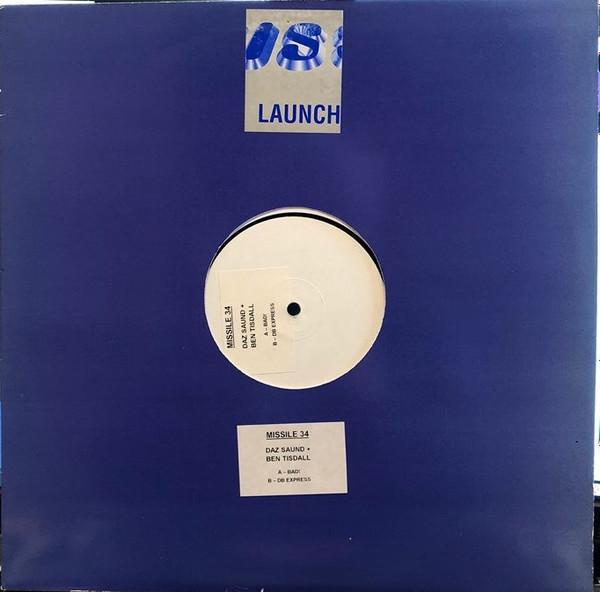 LAUNCH
MISSILE 34
DAZ SAUND +
BEN TISDALL
A – BAD!
B – DB EXPRESS
MISSILE 34
DAZ SAUND +
BEN TISDALL
A – BAD!
B – DB EXPRESS